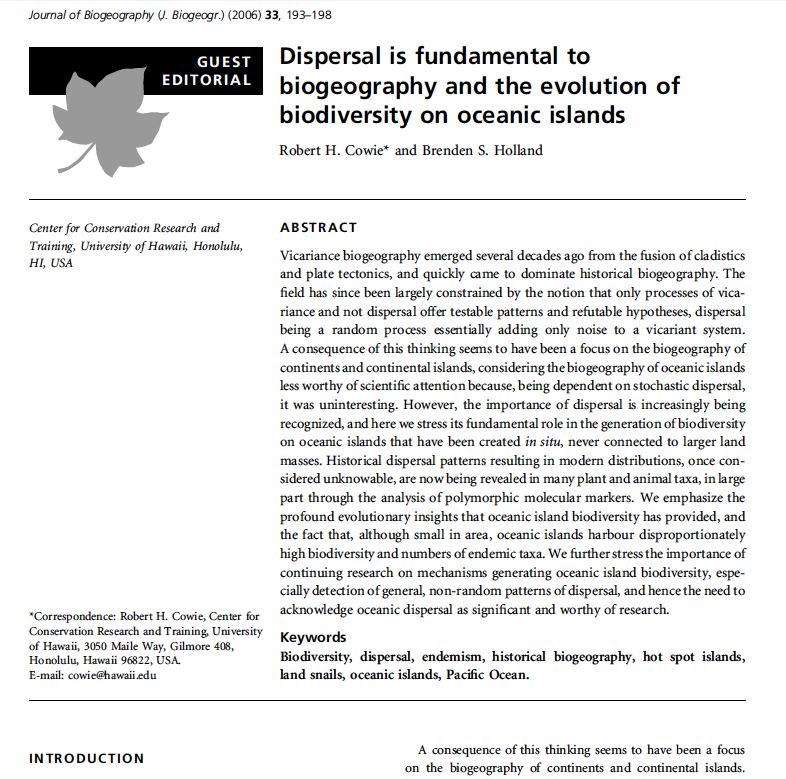 Journal of Biogeography (J. Biogeogr.) (2006) 33, 193–198
GUEST
EDITORIAL
Dispersal is fundamental to
biogeography and the evolution of
biodiversity on oceanic islands
Robert H. Cowie* and Brenden S. Holland
Center for Conservation Research and
Training, University of Hawaii, Honolulu,
HI, USA
*Correspondence: Robert H. Cowie, Center for
Conservation Research and Training, University
of Hawaii, 3050 Maile Way, Gilmore 408,
Honolulu, Hawaii 96822, USA.
E-mail: cowie@hawaii.edu
ABSTRACT
Vicariance biogeography emerged several decades ago from the fusion of cladistics
and plate tectonics, and quickly came to dominate historical biogeography. The
field has since been largely constrained by the notion that only processes of vica-
riance and not dispersal offer testable patterns and refutable hypotheses, dispersal
being a random process essentially adding only noise to a vicariant system.
A consequence of this thinking seems to have been a focus on the biogeography of
continents and continental islands, considering the biogeography of oceanic islands
less worthy of scientific attention because, being dependent on stochastic dispersal,
it was uninteresting. However, the importance of dispersal is increasingly being
recognized, and here we stress its fundamental role in the generation of biodiversity
on oceanic islands that have been created in situ, never connected to larger land
masses. Historical dispersal patterns resulting in modern distributions, once con-
sidered unknowable, are now being revealed in many plant and animal taxa, in large
part through the analysis of polymorphic molecular markers. We emphasize the
profound evolutionary insights that oceanic island biodiversity has provided, and
the fact that, although small in area, oceanic islands harbour disproportionately
high biodiversity and numbers of endemic taxa. We further stress the importance of
continuing research on mechanisms generating oceanic island biodiversity, espe-
cially detection of general, non-random patterns of dispersal, and hence the need to
acknowledge oceanic dispersal as significant and worthy of research.
Keywords
Biodiversity, dispersal, endemism, historical biogeography, hot spot islands,
land snails, oceanic islands, Pacific Ocean.
INTRODUCTION
A consequence of this thinking seems to have been a focus
on the biogeography of continents and continental islands.